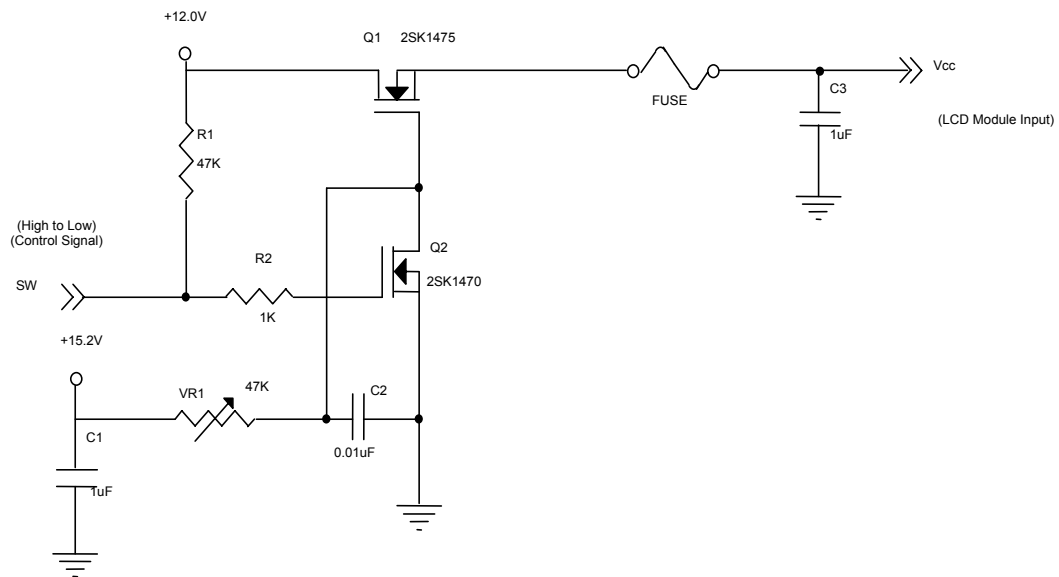 +12.0V
Q1 2SK1475
Vcc
FUSE
C3
1uF
(LCD Module Input)
R1
47K
(High to Low)
(Control Signal)
SW
R2
1K
Q2
2SK1470
+15.2V
VR1
47K
C2
0.01uF
C1
1uF